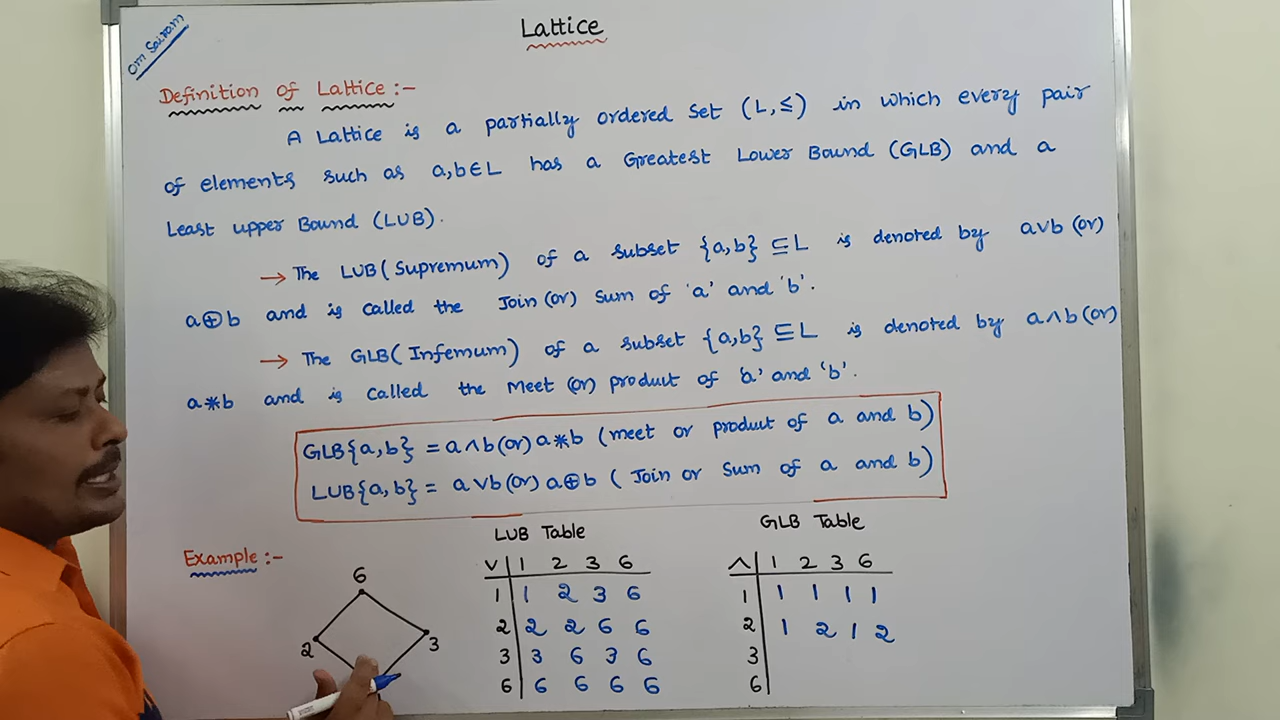 Om Sairam
Lattice
Definition of Lattice :-
A Lattice is a partially ordered set (L,≤) in which every pair
of elements such as a,b∈L has a Greatest Lower Bound (GLB) and a
Least upper Bound (LUB).
→ The LUB(Supremum) of a subset {a,b} ⊆ L is denoted by a∨b (or)
a⊕b and is called the Join (or) Sum of 'a' and 'b'.
→ The GLB(Infemum) of a subset {a,b} ⊆ L is denoted by a∧b (or)
a*b and is called the Meet (or) product of 'a' and 'b'.
GLB{a,b} = a∧b (or) a*b (meet or product of a and b)
LUB{a,b} = a∨b (or) a⊕b ( Join or Sum of a and b)
Example :-
6
2
3
LUB Table
∨ 1 2 3 6
1 1 2 3 6
2 2 2 6 6
3 3 6 3 6
6 6 6 6 6
GLB Table
∧ 1 2 3 6
1 1 1 1 1
2 1 2 1 2
3
6